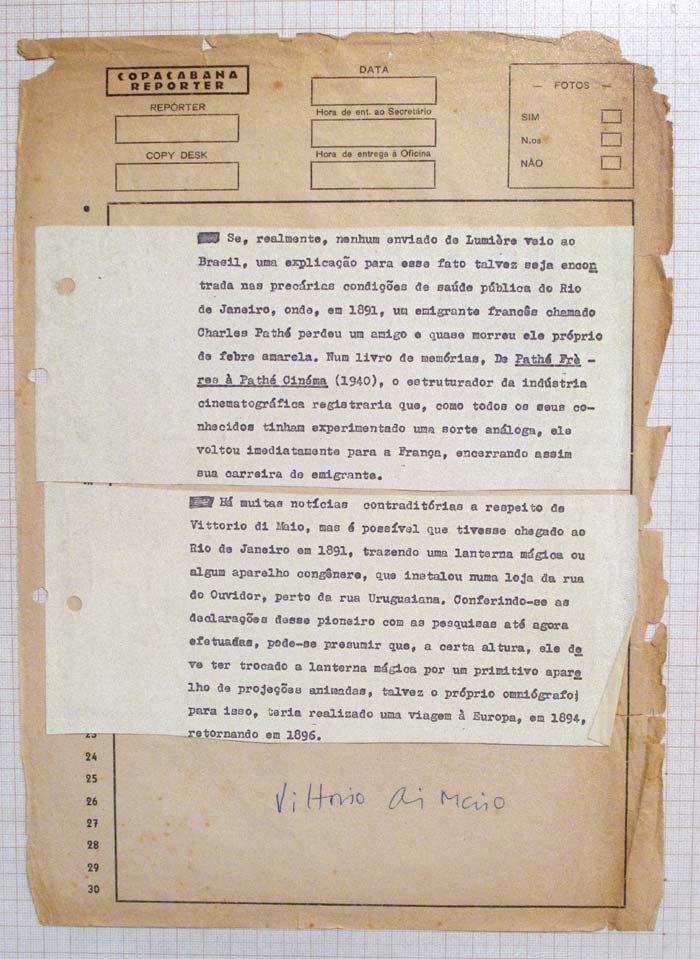 COPACABANA
REPORTER
REPÓRTER
COPY DESK
DATA
Hora de ent. ao Secretário
Hora de entrega à Oficina
— FOTOS —
SIM
N.os
NÃO
Se, realmente, nenhum enviado de Lumière veio ao
Brasil, uma explicação para esse fato talvez seja encon
trada nas precárias condições de saúde pública do Rio
de Janeiro, onde, em 1891, um emigrante francês chamado
Charles Pathé perdeu um amigo e quase morreu ele próprio
de febre amarela. Num livro de memórias, De Pathé Frè -
res à Pathé Cinéma (1940), o estruturador da indústria
cinematográfica registraria que, como todos os seus co-
nhecidos tinham experimentado uma sorte análoga, ele
voltou imediatamente para a França, encerrando assim
sua carreira de emigrante.
Há muitas notícias contraditórias a respeito de
Vittorio di Maio, mas é possível que tivesse chegado ao
Rio de Janeiro em 1891, trazendo uma lanterna mágica ou
algum aparelho congênere, que instalou numa loja da rua
do Ouvidor, perto da rua Uruguaiana. Conferindo-se as
declarações desse pioneiro com as pesquisas até agora
efetuadas, pode-se presumir que, a certa altura, ele de
ve ter trocado a lanterna mágica por um primitivo apare
lho de projeções animadas, talvez o próprio omniógrafo;
para isso, teria realizado uma viagem à Europa, em 1894,
retornando em 1896.
23
24
25
26
27
28
29
30
Vittorio di Maio